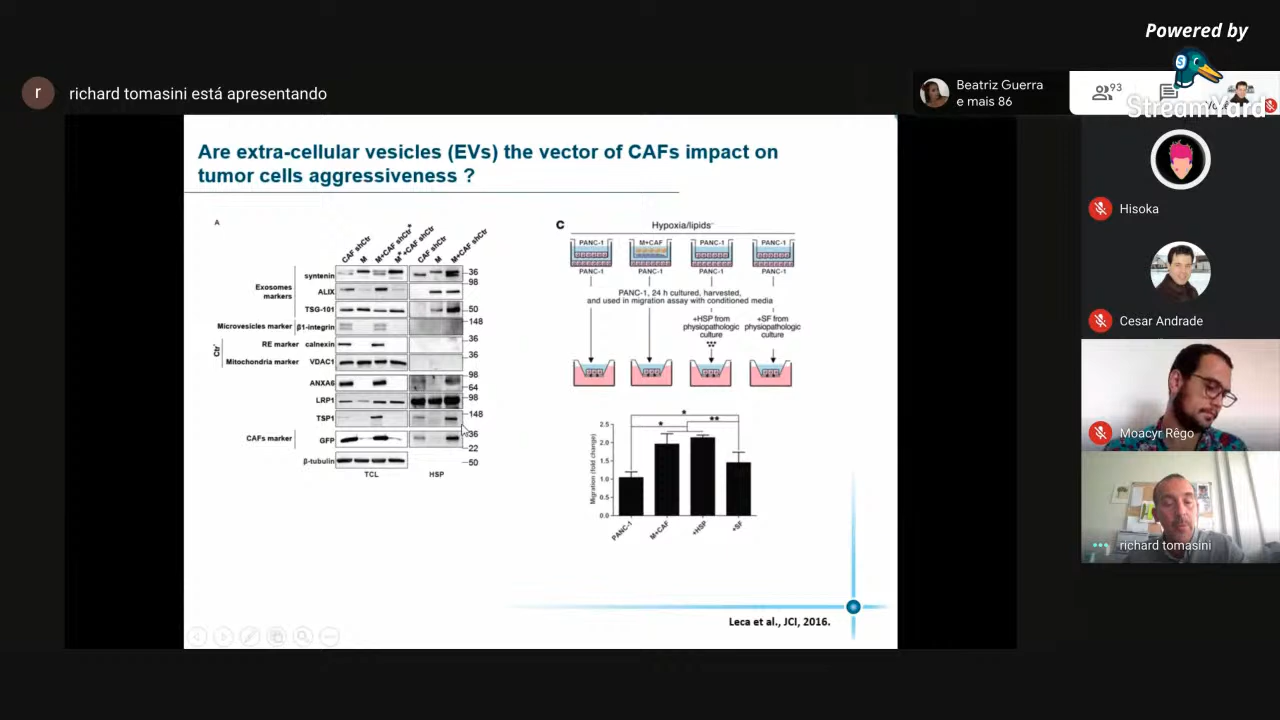 Powered by
StreamYard
r
richard tomasini está apresentando
Beatriz Guerra
e mais 86
93
Are extra-cellular vesicles (EVs) the vector of CAFs impact on
tumor cells aggressiveness ?
A
CAF shCtr
M
M+CAF shCtr*
M*+CAF shCtr
CAF shCtr
M
M+CAF shCtr
Exosomes
markers
syntenin
36
98
ALIX
TSG-101
50
148
Microvesicles marker
β1-integrin
36
Ctr*
RE marker
calnexin
36
Mitochondria marker
VDAC1
98
ANXA6
64
98
LRP1
148
TSP1
36
CAFs marker
GFP
22
β-tubulin
50
TCL
HSP
C
Hypoxia/lipids⁻
PANC-1
M+CAF
PANC-1
PANC-1
PANC-1
PANC-1
PANC-1
PANC-1
PANC-1, 24 h cultured, harvested,
and used in migration assay with conditioned media
+HSP from
physiopathologic
culture
+SF from
physiopathologic
culture
*
**
*
2.5
2.0
1.5
1.0
0.5
0.0
Migration (fold change)
PANC-1
M+CAF
+HSP
+SF
Leca et al., JCI, 2016.
Hisoka
Cesar Andrade
Moacyr Rêgo
richard tomasini